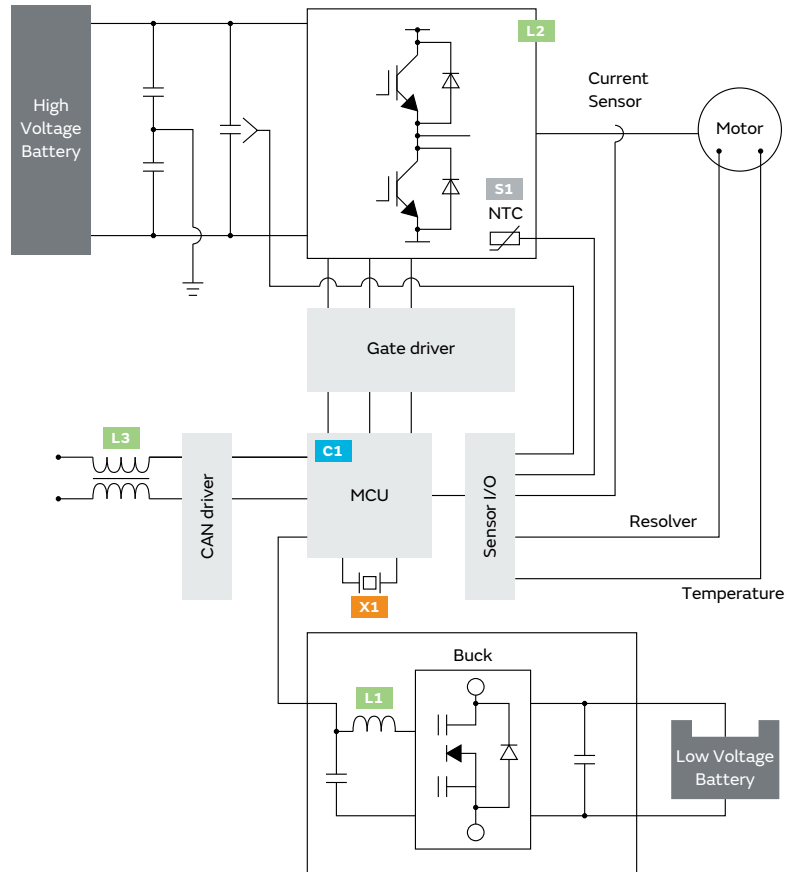 L2
Current
Sensor
High
Voltage
Battery
Motor
S1
NTC
Gate driver
L3
C1
CAN driver
MCU
Sensor I/O
Resolver
X1
Temperature
Buck
L1
Low Voltage
Battery